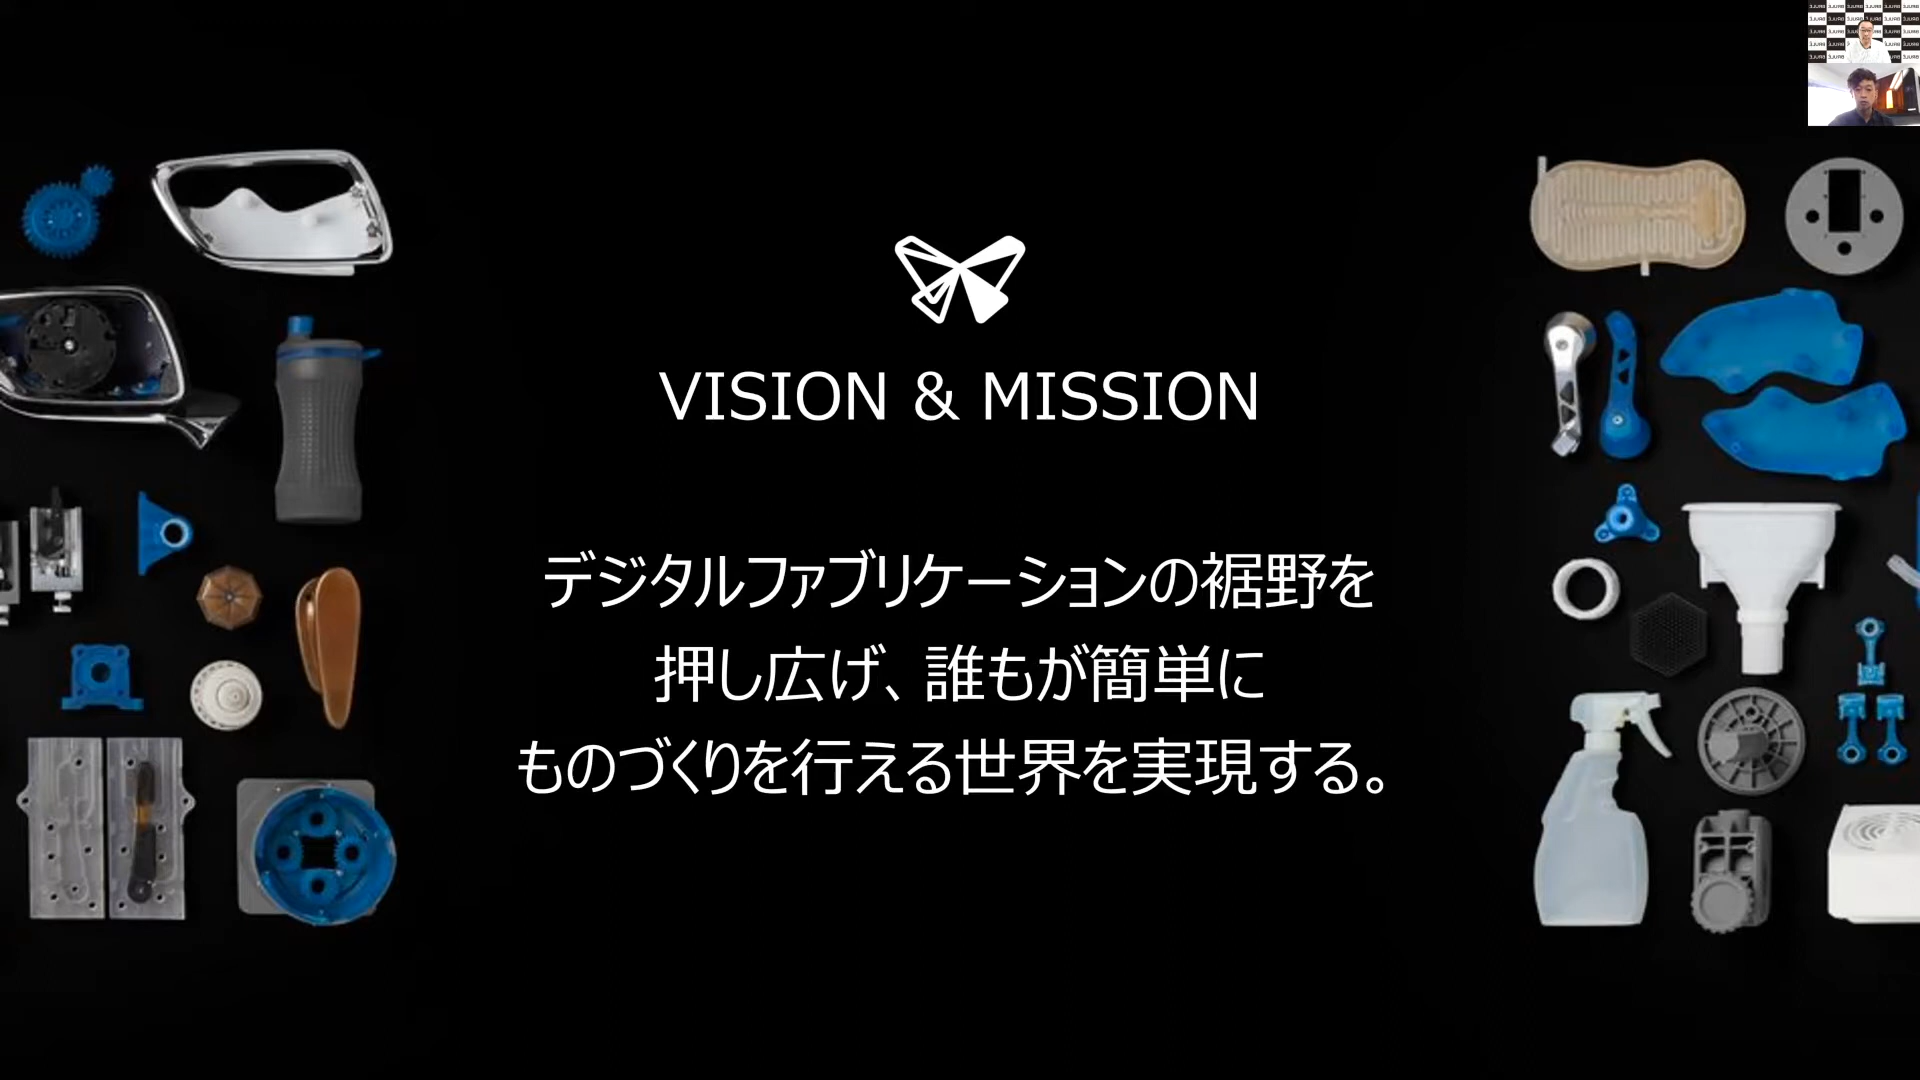 VISION & MISSION
デジタルファブリケーションの裾野を
押し広げ、誰もが簡単に
ものづくりを行える世界を実現する。